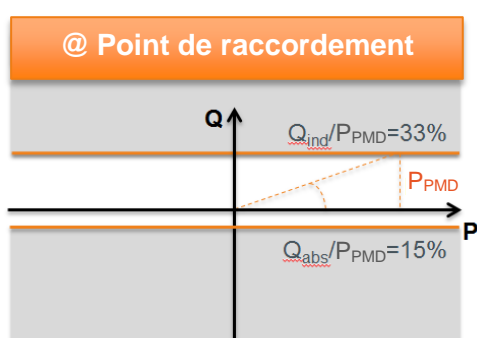 @ Point de raccordement
Q
Qind/PPMD=33%
PPMD
P
Qabs/PPMD=15%